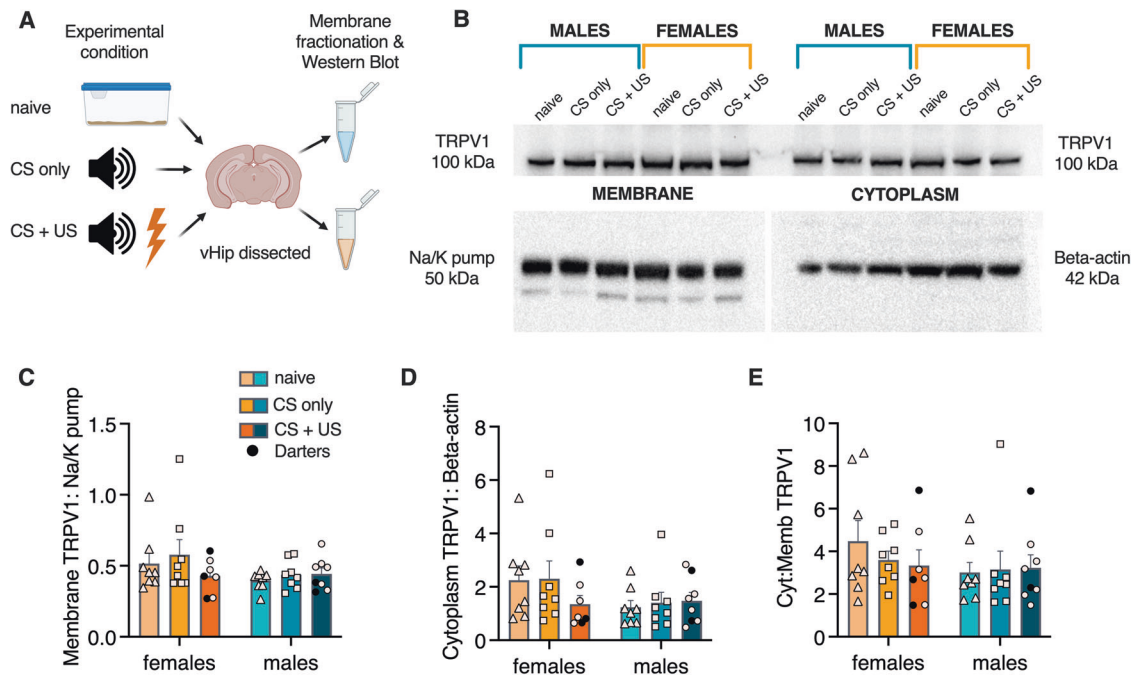 A
Experimental
condition
Membrane
fractionation &
Western Blot
naive
CS only
CS + US
vHip dissected
B
MALES
FEMALES
MALES
FEMALES
naive
CS only
CS + US
naive
CS only
CS + US
naive
CS only
CS + US
naive
CS only
CS + US
TRPV1
100 kDa
TRPV1
100 kDa
MEMBRANE
CYTOPLASM
Na/K pump
50 kDa
Beta-actin
42 kDa
C
naive
CS only
CS + US
Darters
Membrane TRPV1: Na/K pump
1.5
1.0
0.5
0.0
females
males
D
Cytoplasm TRPV1: Beta-actin
8
6
4
2
0
females
males
E
Cyt:Memb TRPV1
10
8
6
4
2
0
females
males